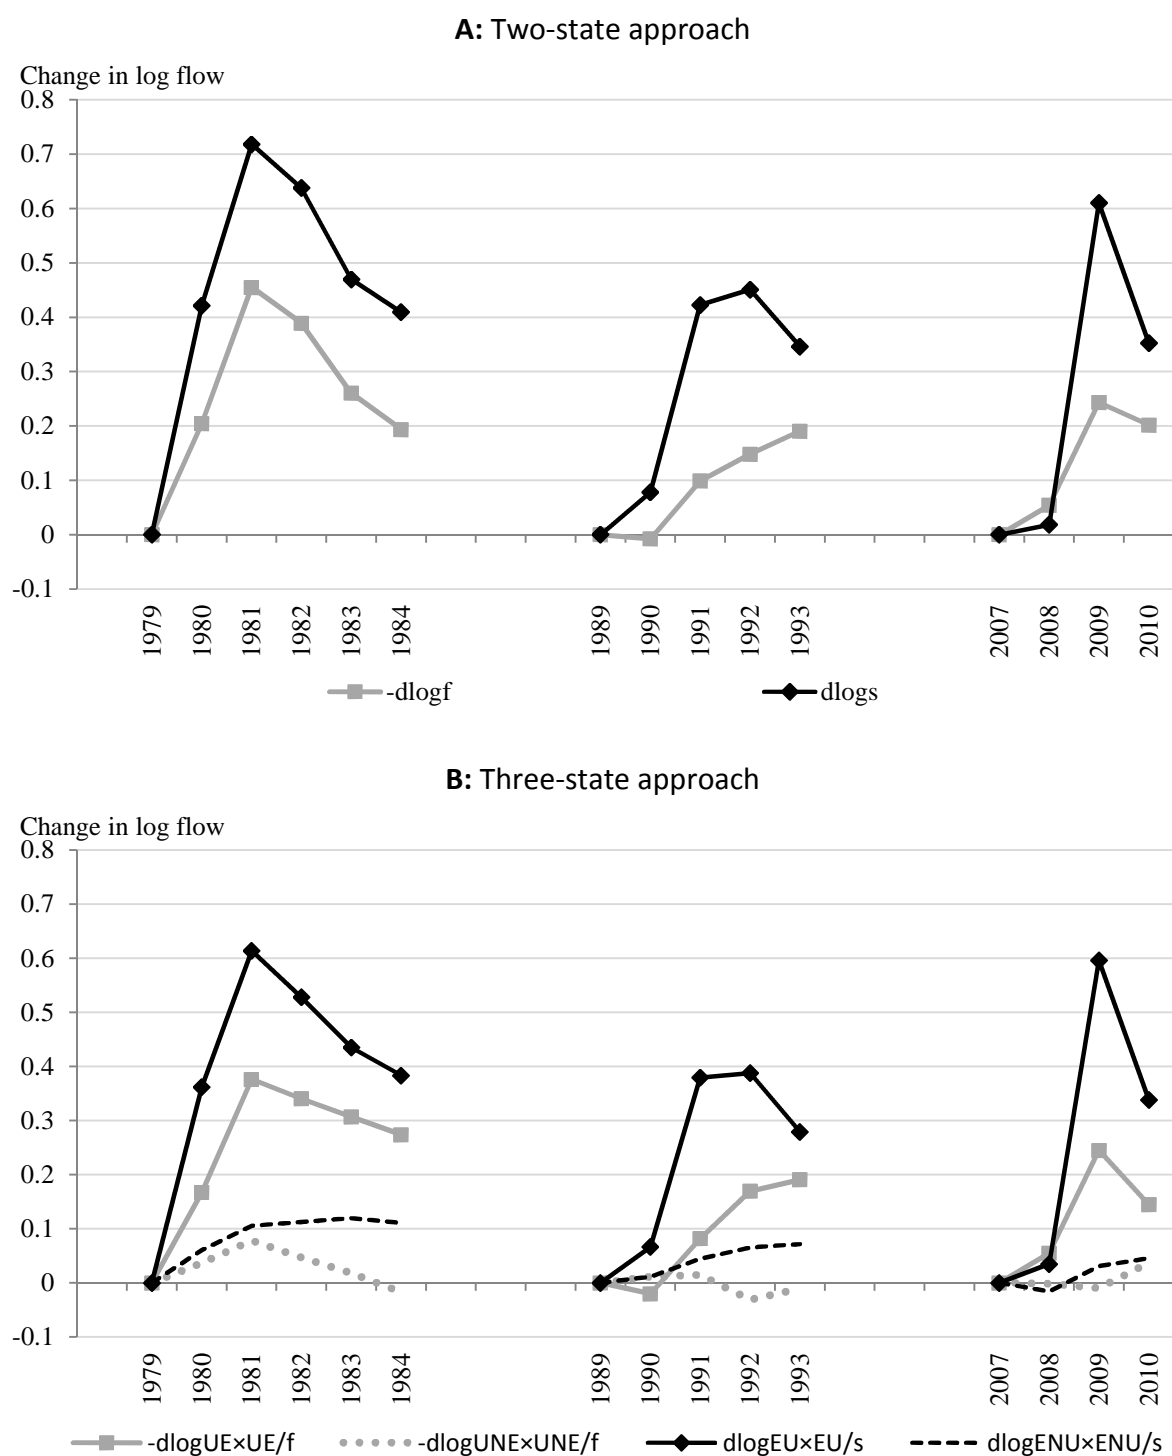 A: Two-state approach
Change in log flow
0.8
0.7
0.6
0.5
0.4
0.3
0.2
0.1
0
-0.1
1979 1980 1981 1982 1983 1984 1989 1990 1991 1992 1993 2007 2008 2009 2010
-dlogf dlogs
B: Three-state approach
Change in log flow
0.8
0.7
0.6
0.5
0.4
0.3
0.2
0.1
0
-0.1
1979 1980 1981 1982 1983 1984 1989 1990 1991 1992 1993 2007 2008 2009 2010
-dlogUE×UE/f -dlogUNE×UNE/f dlogEU×EU/s dlogENU×ENU/s